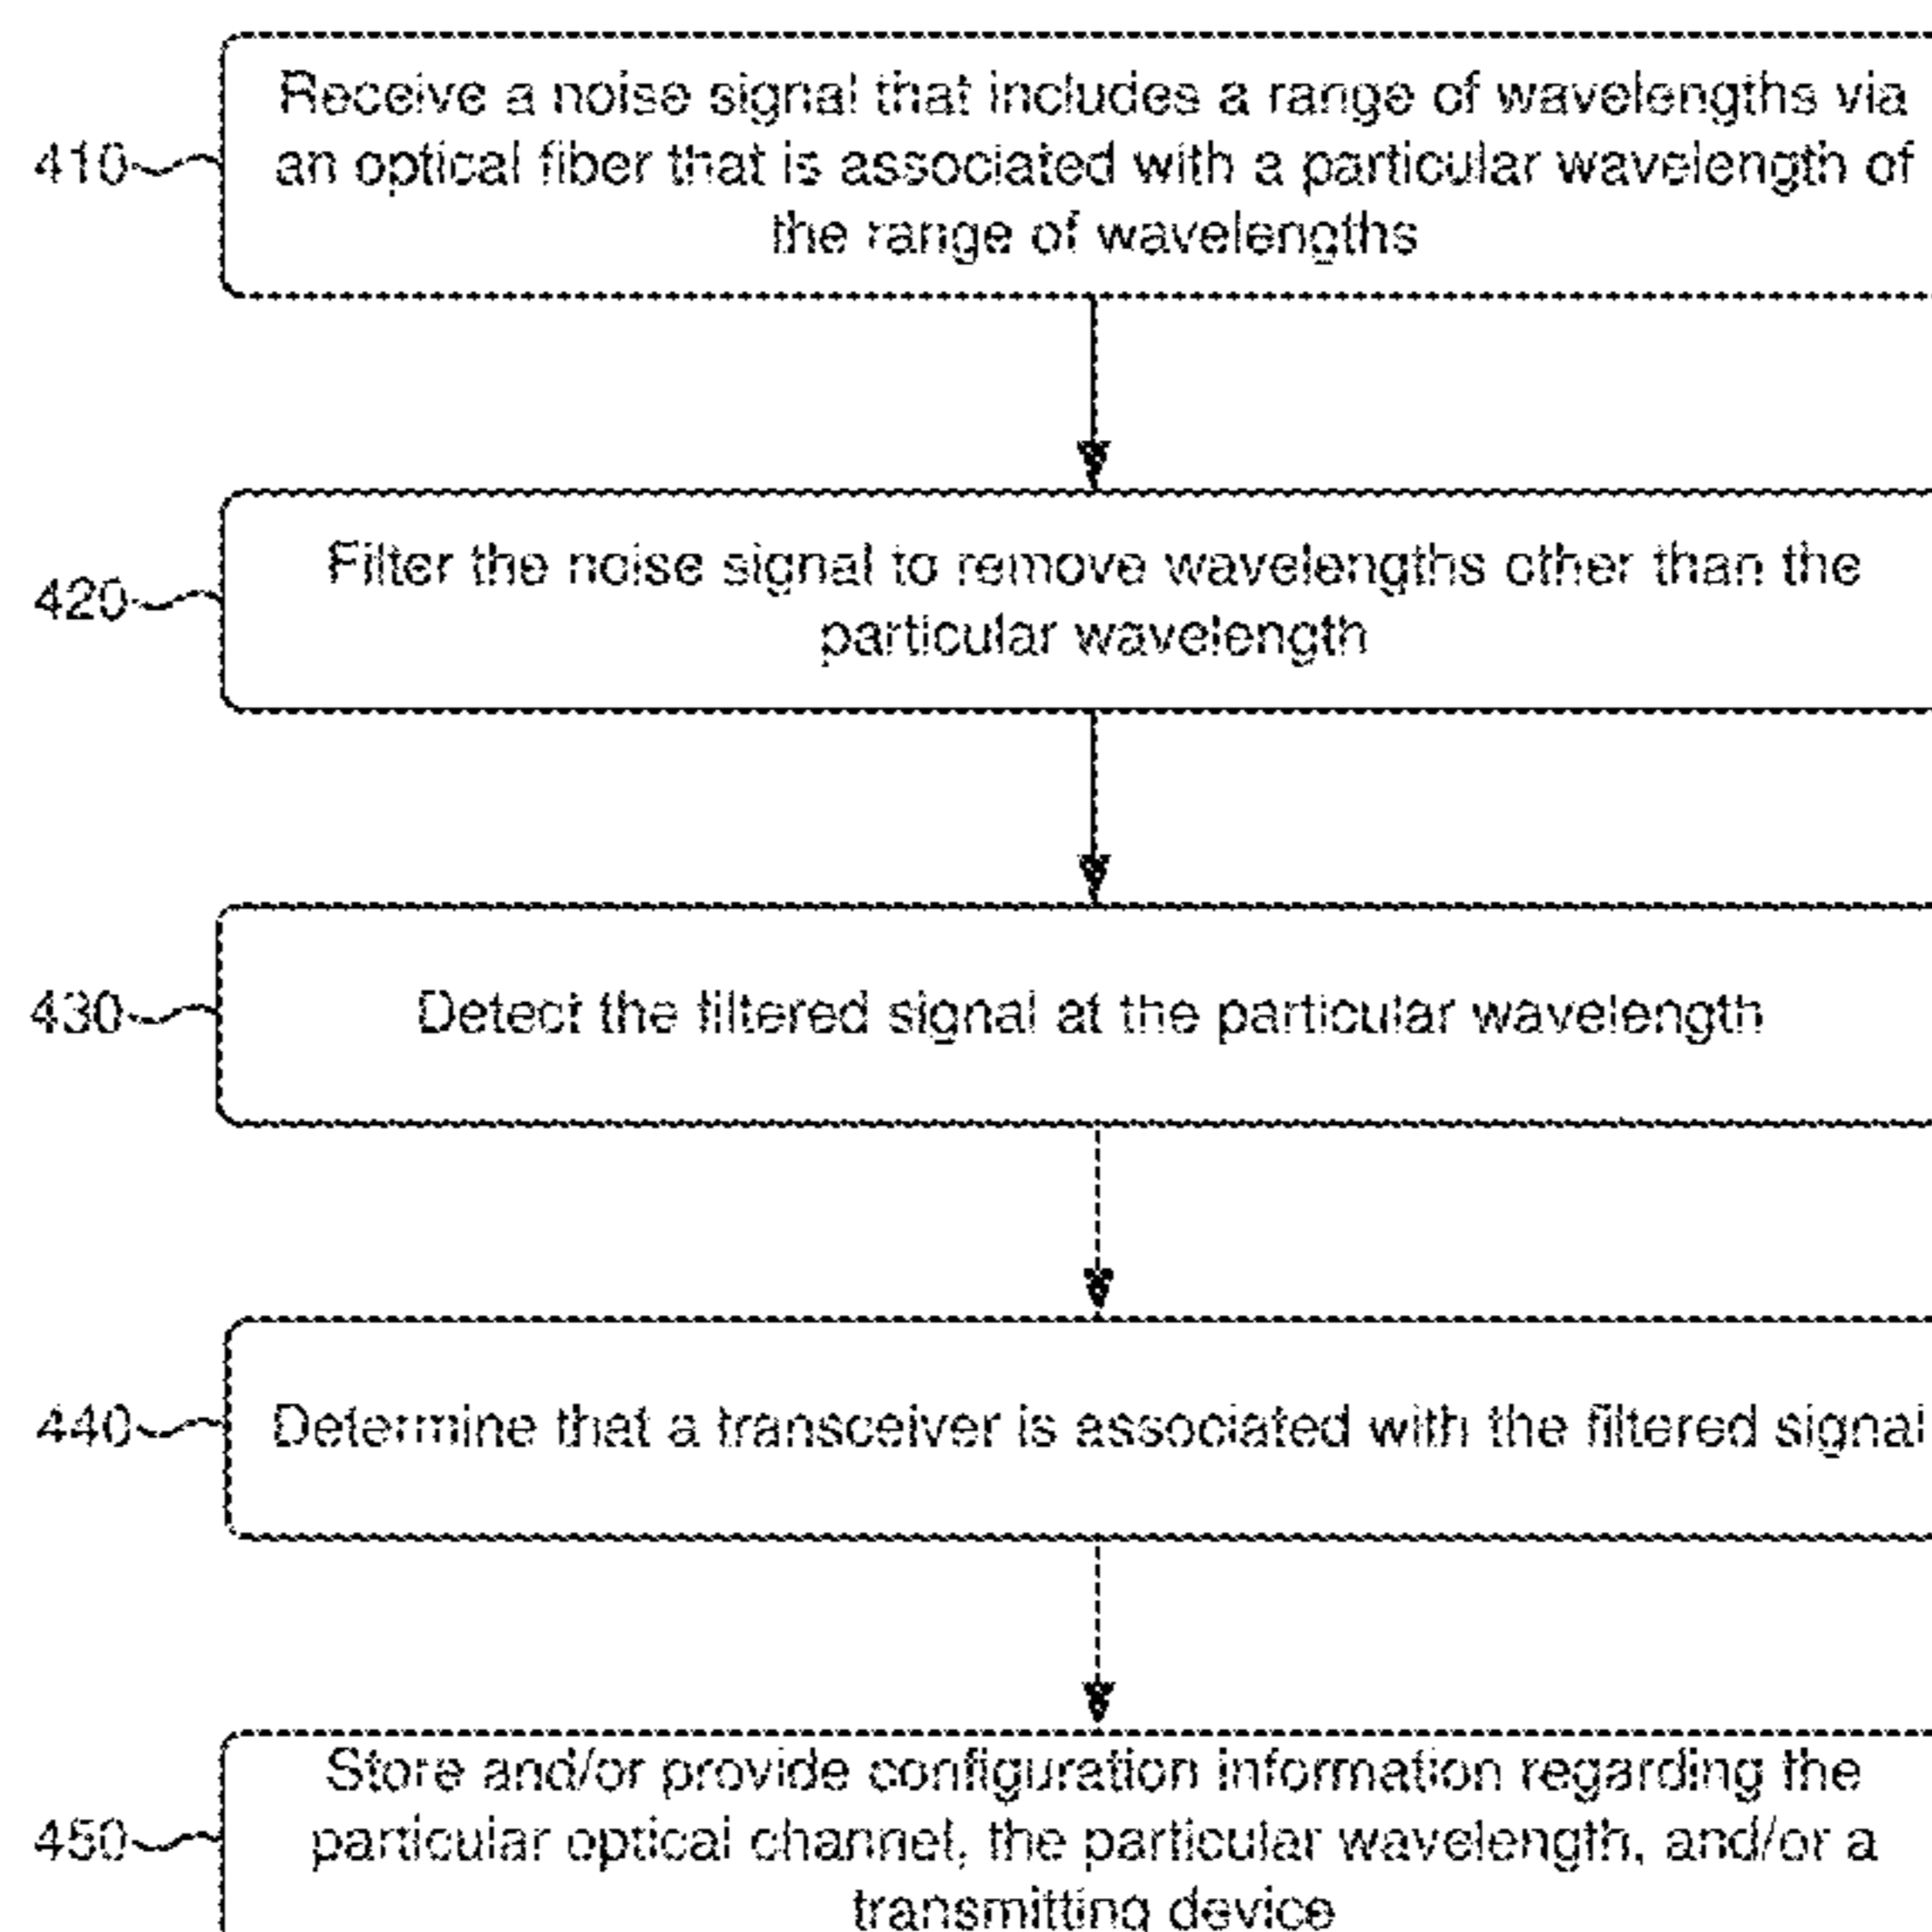 410
Receive a noise signal that includes a range of wavelengths via
an optical fiber that is associated with a particular wavelength of
the range of wavelengths
420
Filter the noise signal to remove wavelengths other than the
particular wavelength
430
Detect the filtered signal at the particular wavelength
440
Determine that a transceiver is associated with the filtered signal
450
Store and/or provide configuration information regarding the
particular optical channel, the particular wavelength, and/or a
transmitting device